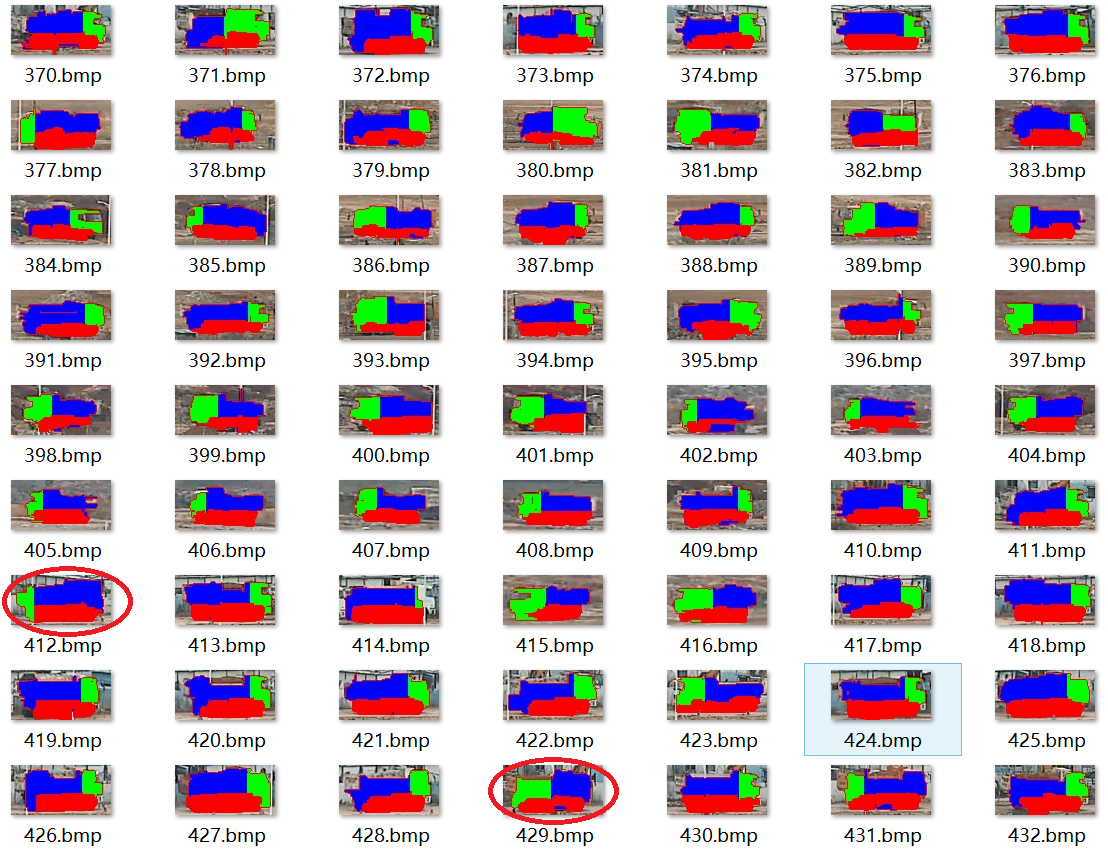 370.bmp 371.bmp 372.bmp 373.bmp 374.bmp 375.bmp 376.bmp
377.bmp 378.bmp 379.bmp 380.bmp 381.bmp 382.bmp 383.bmp
384.bmp 385.bmp 386.bmp 387.bmp 388.bmp 389.bmp 390.bmp
391.bmp 392.bmp 393.bmp 394.bmp 395.bmp 396.bmp 397.bmp
398.bmp 399.bmp 400.bmp 401.bmp 402.bmp 403.bmp 404.bmp
405.bmp 406.bmp 407.bmp 408.bmp 409.bmp 410.bmp 411.bmp
412.bmp 413.bmp 414.bmp 415.bmp 416.bmp 417.bmp 418.bmp
419.bmp 420.bmp 421.bmp 422.bmp 423.bmp 424.bmp 425.bmp
426.bmp 427.bmp 428.bmp 429.bmp 430.bmp 431.bmp 432.bmp